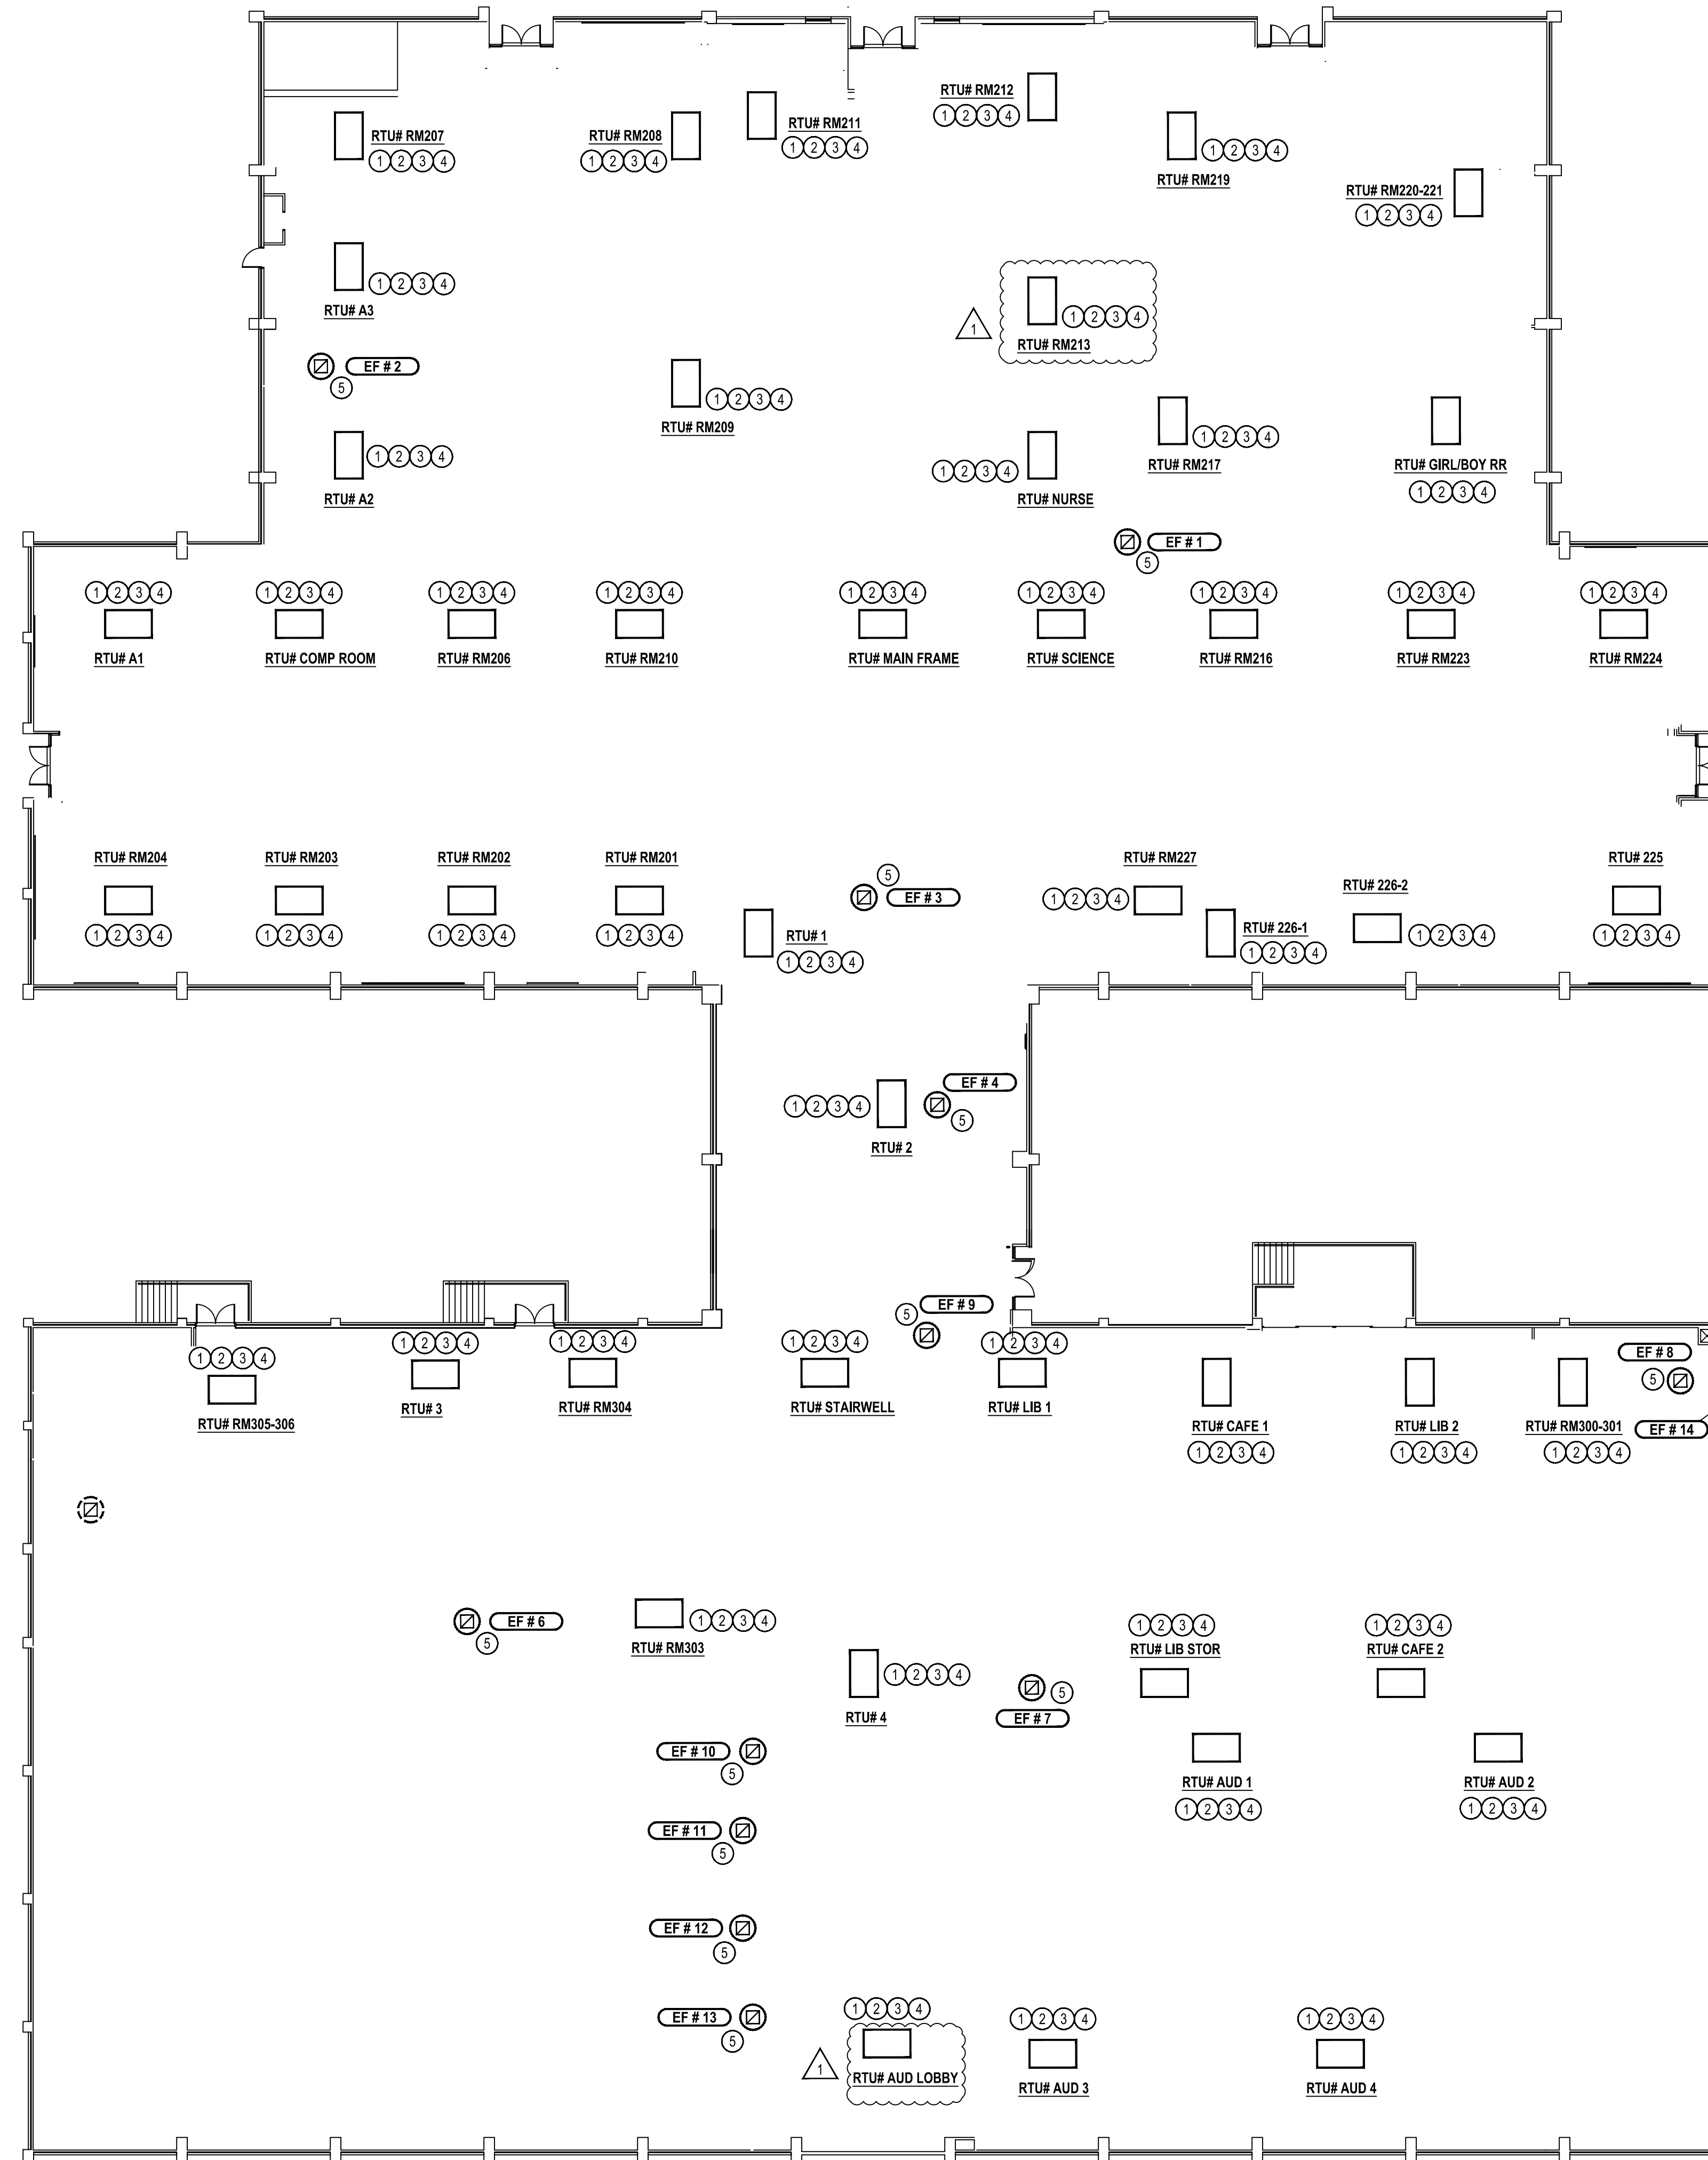 RTU# RM212
1 2 3 4
RTU# RM207
1 2 3 4
RTU# RM208
1 2 3 4
RTU# RM211
1 2 3 4
1 2 3 4
RTU# RM219
RTU# RM220-221
1 2 3 4
1 2 3 4
RTU# A3
1
1 2 3 4
RTU# RM213
EF # 2
5
1 2 3 4
RTU# RM209
1 2 3 4
RTU# A2
1 2 3 4
RTU# NURSE
1 2 3 4
RTU# RM217
RTU# GIRL/BOY RR
1 2 3 4
EF # 1
5
1 2 3 4
1 2 3 4
1 2 3 4
1 2 3 4
1 2 3 4
1 2 3 4
1 2 3 4
1 2 3 4
1 2 3 4
RTU# A1
RTU# COMP ROOM
RTU# RM206
RTU# RM210
RTU# MAIN FRAME
RTU# SCIENCE
RTU# RM216
RTU# RM223
RTU# RM224
RTU# RM204
RTU# RM203
RTU# RM202
RTU# RM201
RTU# RM227
RTU# 225
5
EF # 3
1 2 3 4
RTU# 226-2
1 2 3 4
1 2 3 4
1 2 3 4
1 2 3 4
RTU# 1
1 2 3 4
RTU# 226-1
1 2 3 4
1 2 3 4
1 2 3 4
EF # 4
1 2 3 4
5
RTU# 2
EF # 9
5
1 2 3 4
RTU# RM305-306
1 2 3 4
RTU# 3
1 2 3 4
RTU# RM304
1 2 3 4
RTU# STAIRWELL
1 2 3 4
RTU# LIB 1
RTU# CAFE 1
1 2 3 4
RTU# LIB 2
1 2 3 4
RTU# RM300-301
1 2 3 4
EF # 8
5
EF # 14
EF # 6
5
1 2 3 4
RTU# RM303
1 2 3 4
RTU# LIB STOR
1 2 3 4
RTU# CAFE 2
1 2 3 4
RTU# 4
5
EF # 7
EF # 10
5
RTU# AUD 1
1 2 3 4
RTU# AUD 2
1 2 3 4
EF # 11
5
EF # 12
5
EF # 13
5
1 2 3 4
1
RTU# AUD LOBBY
1 2 3 4
RTU# AUD 3
1 2 3 4
RTU# AUD 4